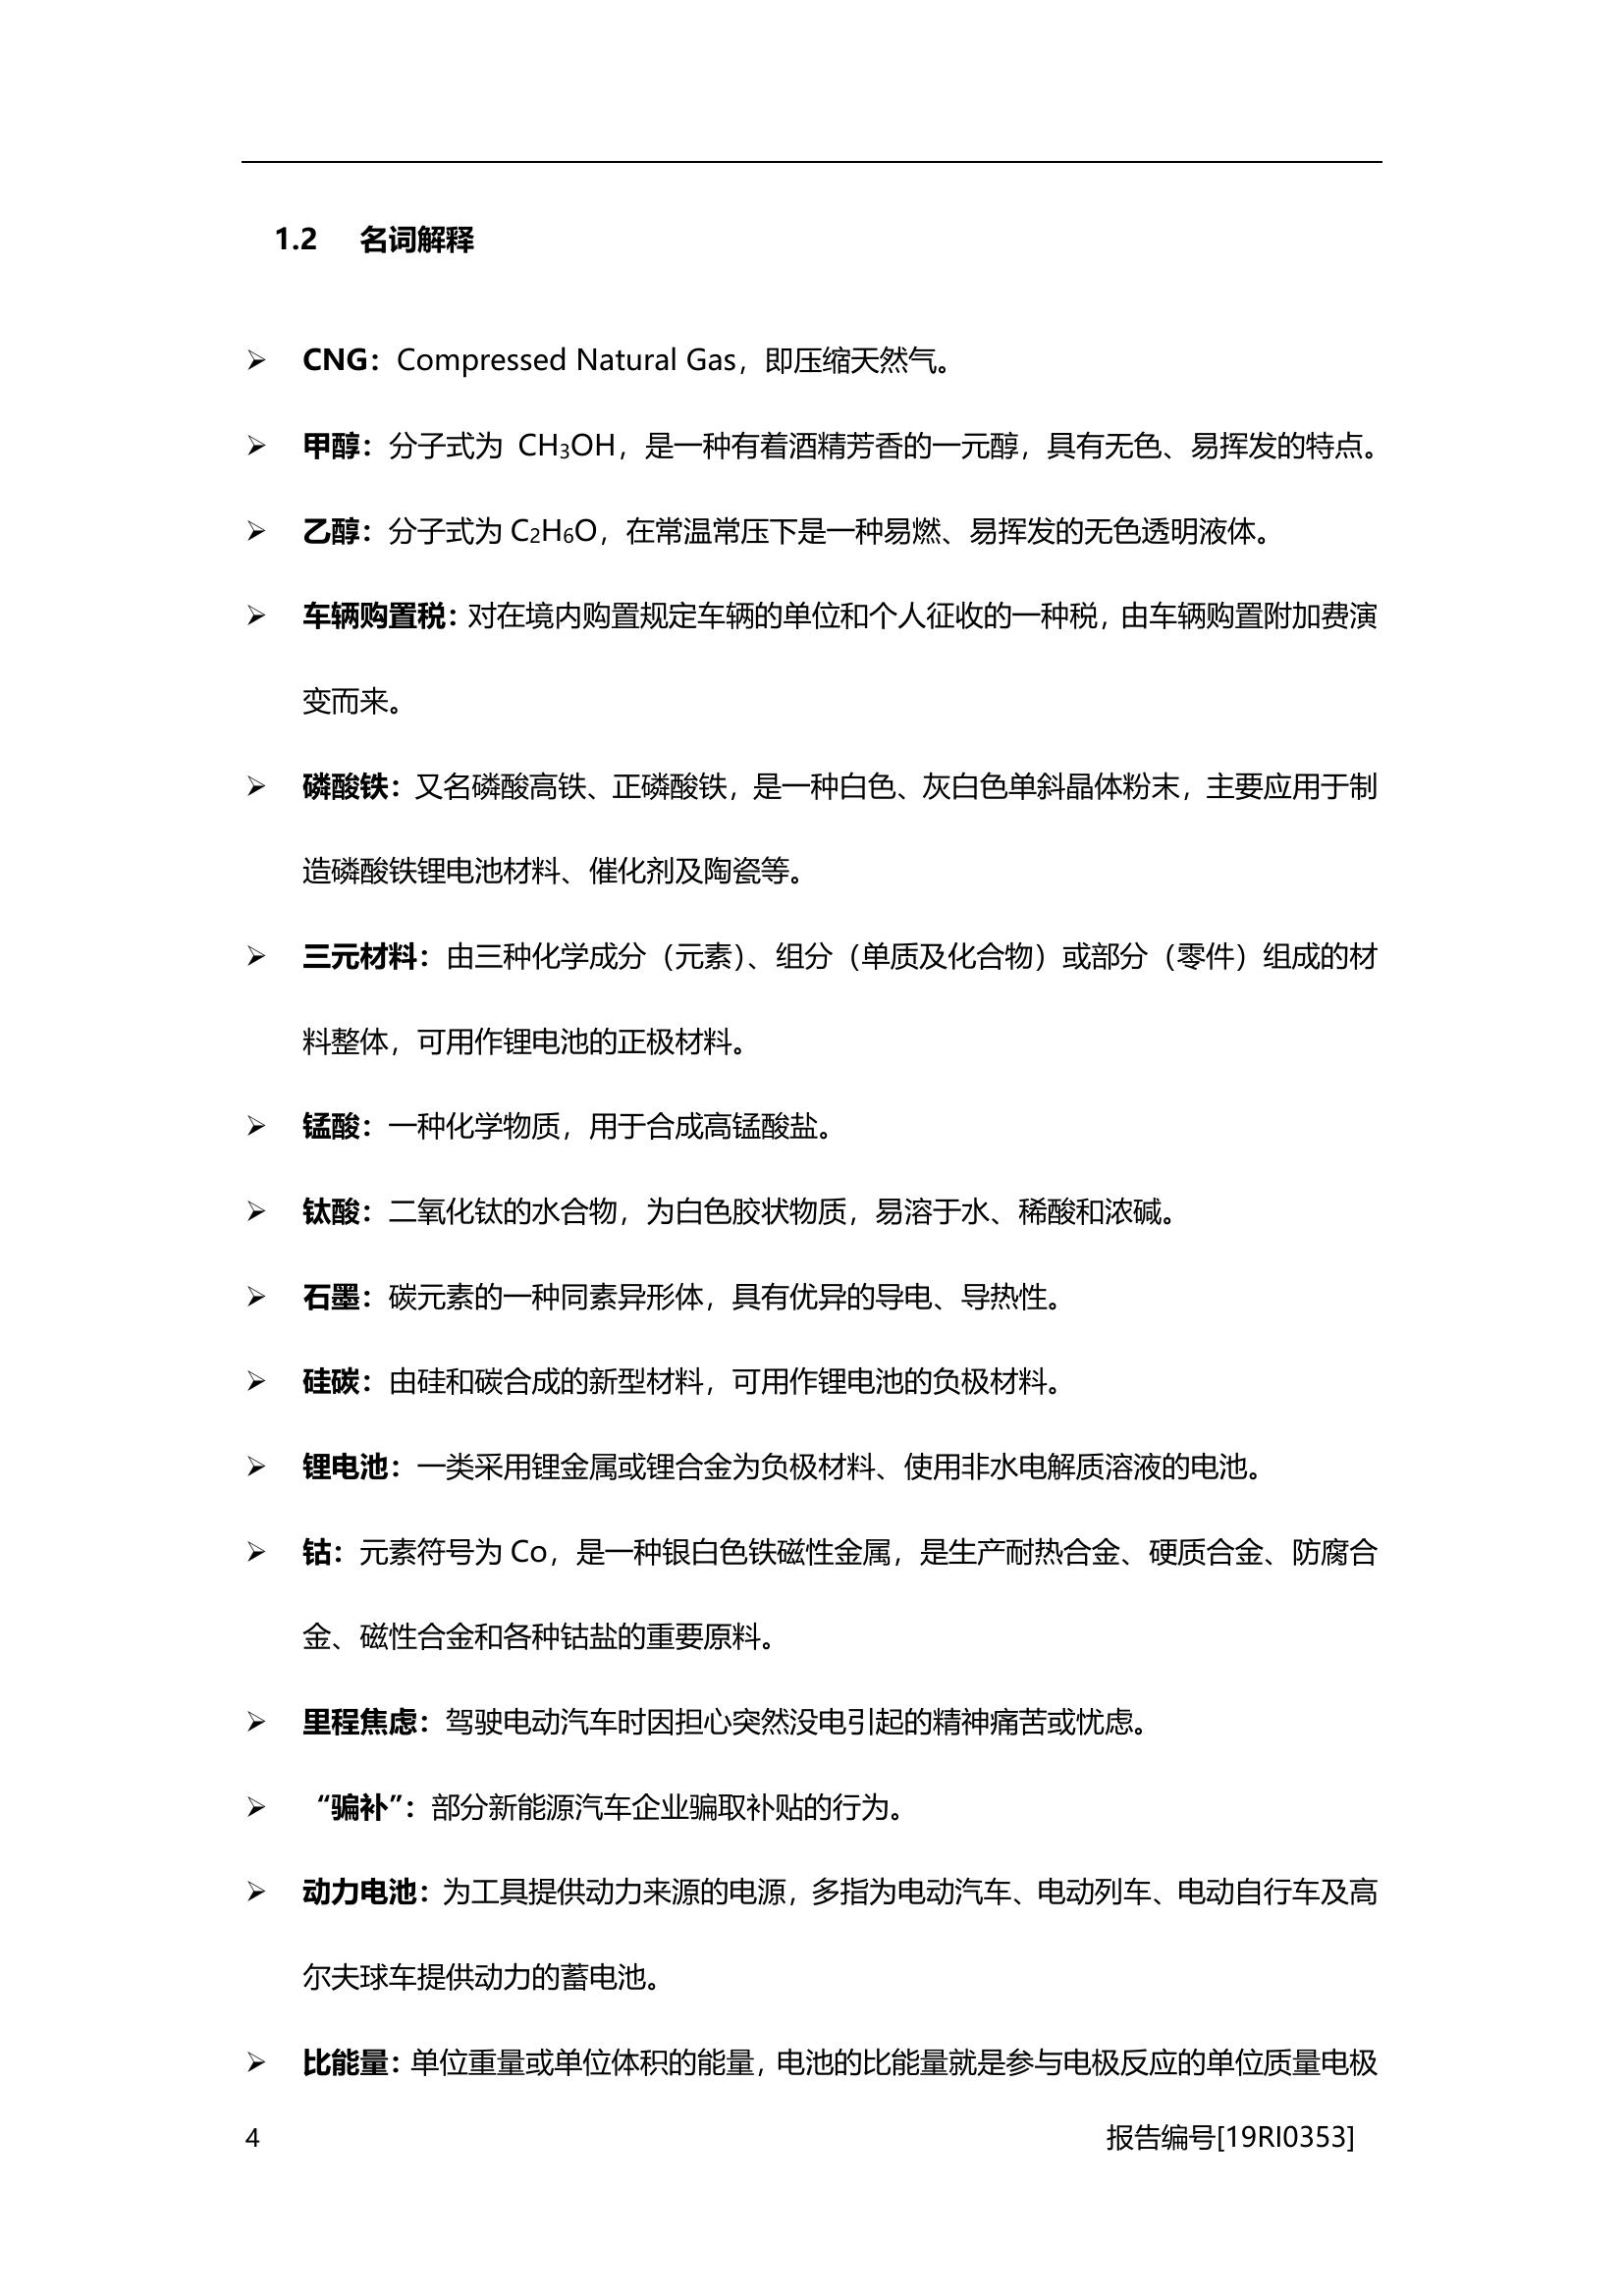 1.2 名词解释
➢ CNG：Compressed Natural Gas，即压缩天然气。
➢ 甲醇：分子式为 CH₃OH，是一种有着酒精芳香的一元醇，具有无色、易挥发的特点。
➢ 乙醇：分子式为 C₂H₆O，在常温常压下是一种易燃、易挥发的无色透明液体。
➢ 车辆购置税：对在境内购置规定车辆的单位和个人征收的一种税，由车辆购置附加费演
变而来。
➢ 磷酸铁：又名磷酸高铁、正磷酸铁，是一种白色、灰白色单斜晶体粉末，主要应用于制
造磷酸铁锂电池材料、催化剂及陶瓷等。
➢ 三元材料：由三种化学成分（元素）、组分（单质及化合物）或部分（零件）组成的材
料整体，可用作锂电池的正极材料。
➢ 锰酸：一种化学物质，用于合成高锰酸盐。
➢ 钛酸：二氧化钛的水合物，为白色胶状物质，易溶于水、稀酸和浓碱。
➢ 石墨：碳元素的一种同素异形体，具有优异的导电、导热性。
➢ 硅碳：由硅和碳合成的新型材料，可用作锂电池的负极材料。
➢ 锂电池：一类采用锂金属或锂合金为负极材料、使用非水电解质溶液的电池。
➢ 钴：元素符号为 Co，是一种银白色铁磁性金属，是生产耐热合金、硬质合金、防腐合
金、磁性合金和各种钴盐的重要原料。
➢ 里程焦虑：驾驶电动汽车时因担心突然没电引起的精神痛苦或忧虑。
➢ “骗补”：部分新能源汽车企业骗取补贴的行为。
➢ 动力电池：为工具提供动力来源的电源，多指为电动汽车、电动列车、电动自行车及高
尔夫球车提供动力的蓄电池。
➢ 比能量：单位重量或单位体积的能量，电池的比能量就是参与电极反应的单位质量电极
4 报告编号[19RI0353]